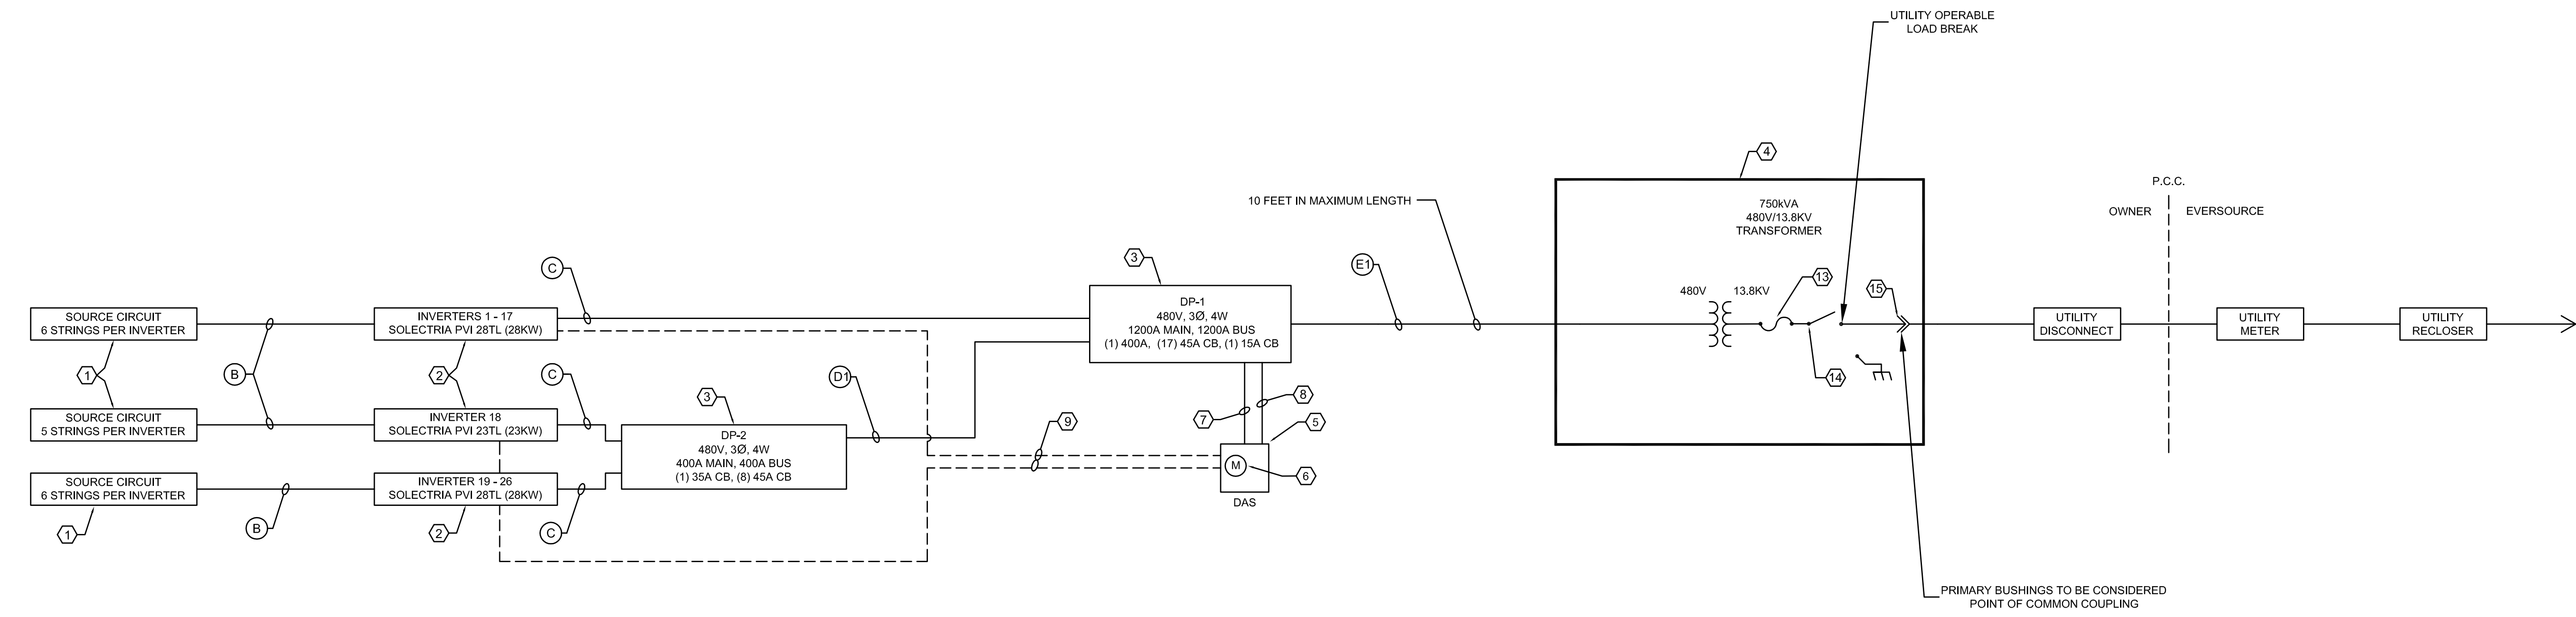 UTILITY OPERABLE
LOAD BREAK
4
P.C.C.
OWNER
EVERSOURCE
10 FEET IN MAXIMUM LENGTH
750kVA
480V/13.8KV
TRANSFORMER
3
C
E1
13
480V
13.8KV
15
SOURCE CIRCUIT
6 STRINGS PER INVERTER
INVERTERS 1 - 17
SOLECTRIA PVI 28TL (28KW)
DP-1
480V, 3Ø, 4W
1200A MAIN, 1200A BUS
(1) 400A, (17) 45A CB, (1) 15A CB
UTILITY
DISCONNECT
UTILITY
METER
UTILITY
RECLOSER
1
B
2
C
D1
14
3
8
7
9
5
SOURCE CIRCUIT
5 STRINGS PER INVERTER
INVERTER 18
SOLECTRIA PVI 23TL (23KW)
DP-2
480V, 3Ø, 4W
400A MAIN, 400A BUS
(1) 35A CB, (8) 45A CB
M
6
DAS
SOURCE CIRCUIT
6 STRINGS PER INVERTER
INVERTER 19 - 26
SOLECTRIA PVI 28TL (28KW)
1
B
2
C
PRIMARY BUSHINGS TO BE CONSIDERED
POINT OF COMMON COUPLING